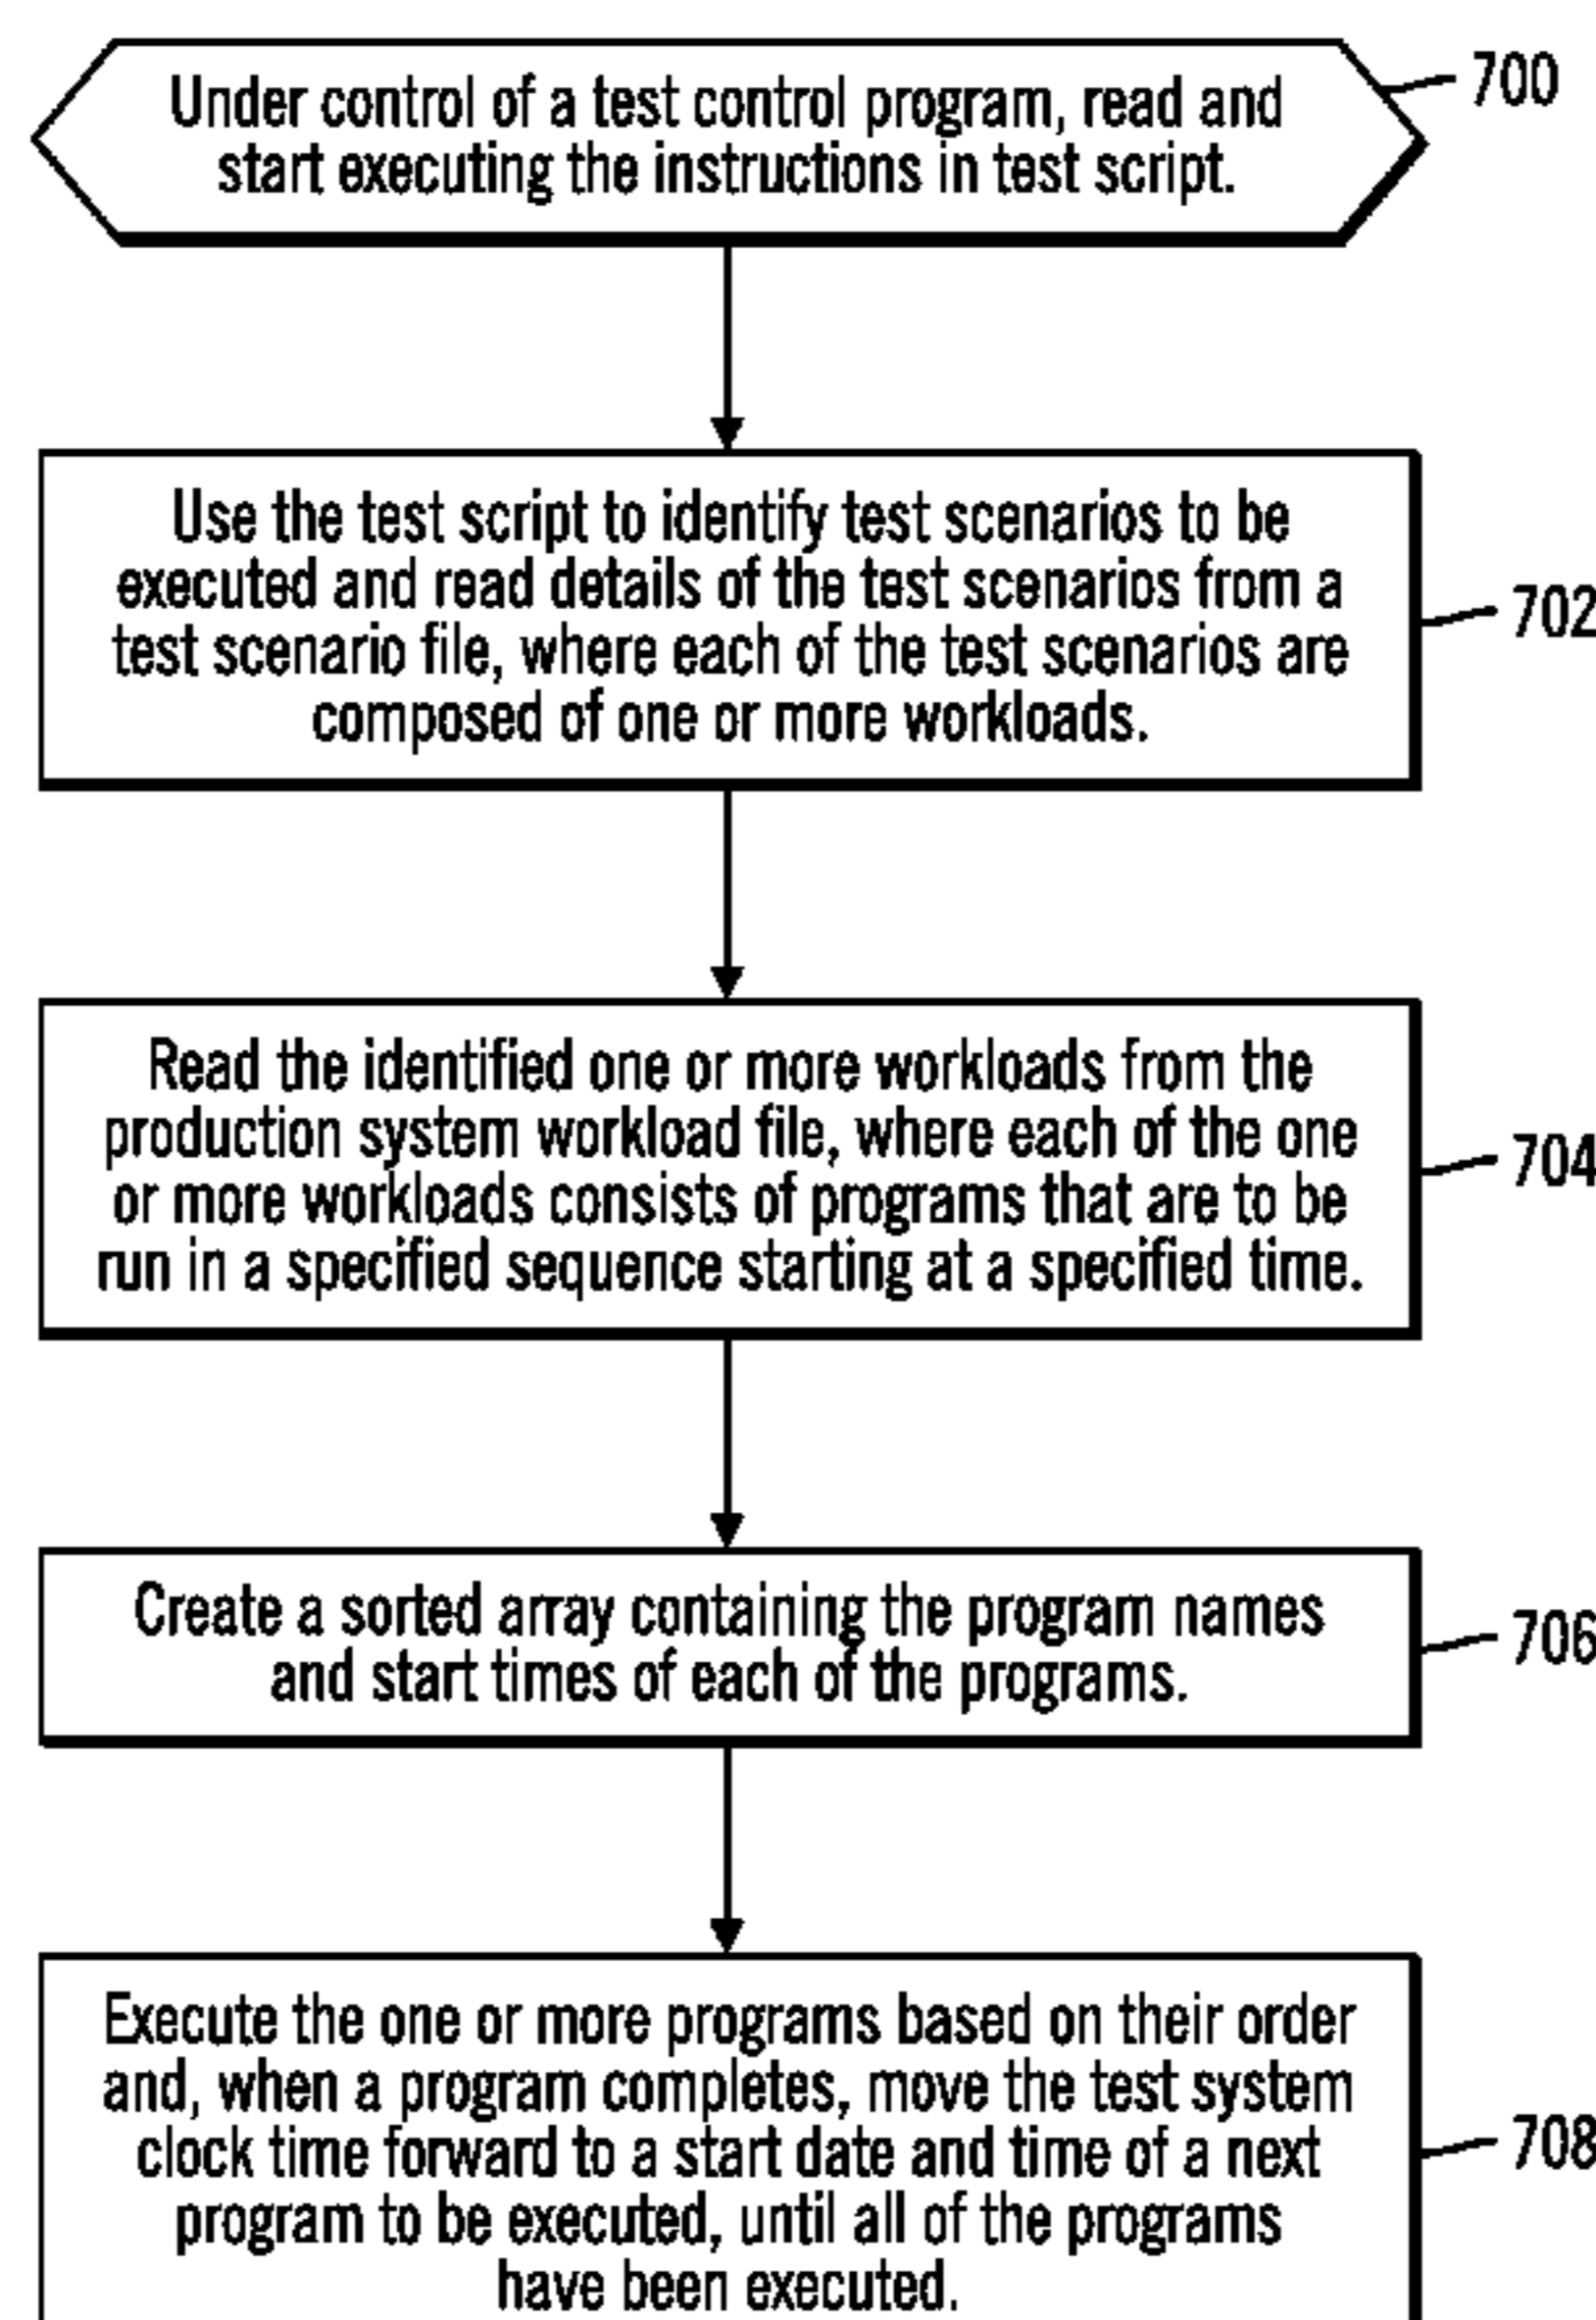 Under control of a test control program, read and
start executing the instructions in test script.
700
Use the test script to identify test scenarios to be
executed and read details of the test scenarios from a
test scenario file, where each of the test scenarios are
composed of one or more workloads.
702
Read the identified one or more workloads from the
production system workload file, where each of the one
or more workloads consists of programs that are to be
run in a specified sequence starting at a specified time.
704
Create a sorted array containing the program names
and start times of each of the programs.
706
Execute the one or more programs based on their order
and, when a program completes, move the test system
clock time forward to a start date and time of a next
program to be executed, until all of the programs
have been executed.
708